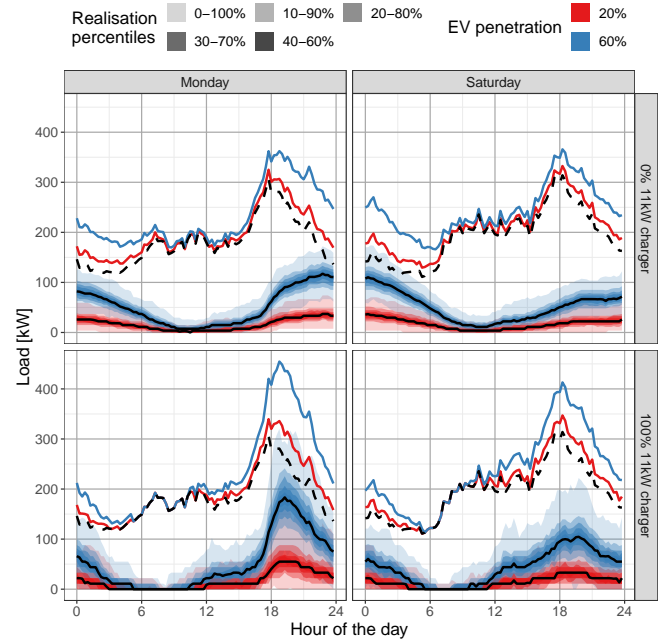 Realisation percentiles
0−100%
10−90%
20−80%
30−70%
40−60%
EV penetration
20%
60%
Monday
Saturday
400
300
200
100
0
0% 11kW charger
400
300
200
100
0
100% 11kW charger
Load [kW]
0 6 12 18 24
0 6 12 18 24
Hour of the day